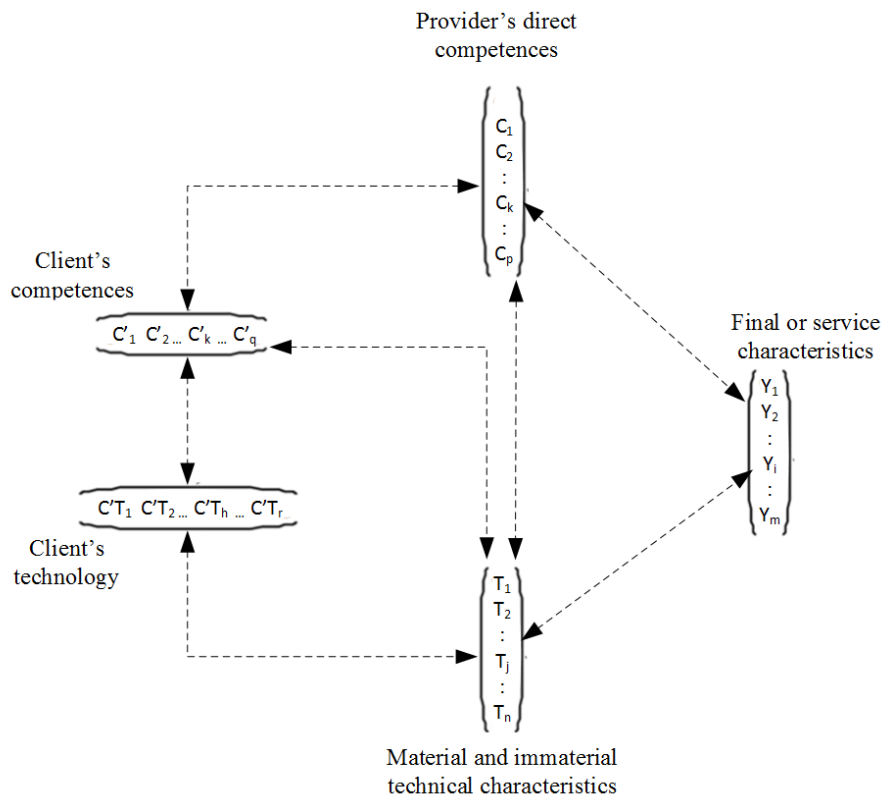 Provider’s direct
competences
C₁
C₂
:
Cₖ
:
Cₚ
Client’s
competences
C'₁ C'₂ ... C'ₖ ... C'q
Final or service
characteristics
Y₁
Y₂
:
Yᵢ
:
Yₘ
C'T₁ C'T₂ ... C'Tₕ ... C'Tᵣ
Client’s
technology
T₁
T₂
:
Tⱼ
:
Tₙ
Material and immaterial
technical characteristics